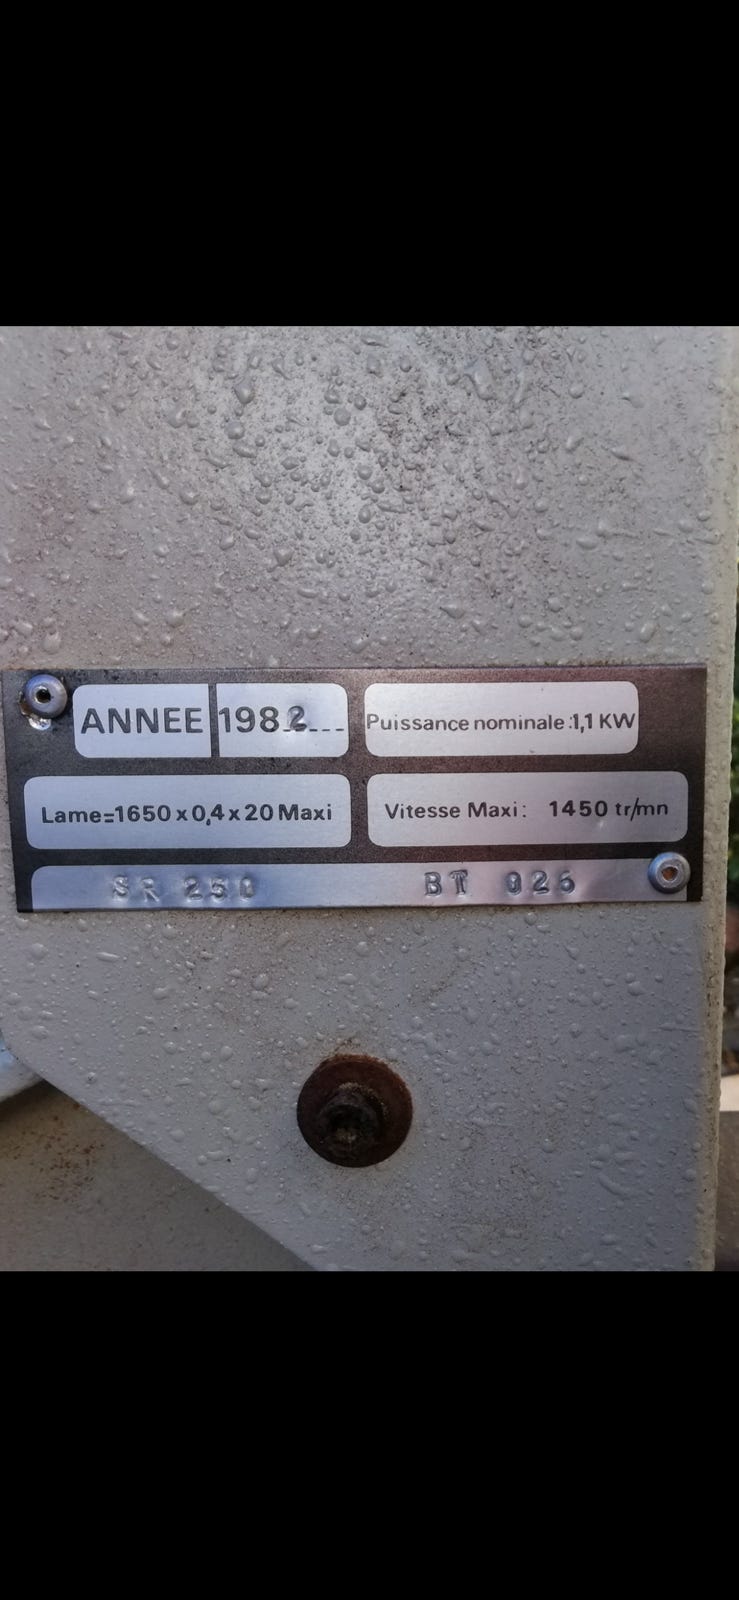 ANNEE 1982 Puissance nominale:1,1 KW
Lame=1650 x 0,4 x 20 Maxi Vitesse Maxi: 1450 tr/mn
SR 250 BT 026